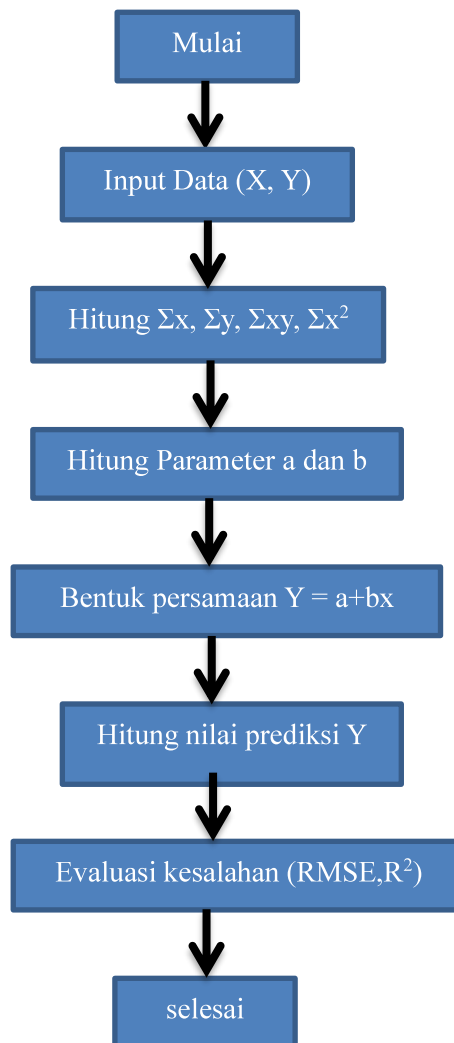 Mulai
Input Data (X, Y)
Hitung Σx, Σy, Σxy, Σx²
Hitung Parameter a dan b
Bentuk persamaan Y = a+bx
Hitung nilai prediksi Y
Evaluasi kesalahan (RMSE,R²)
selesai